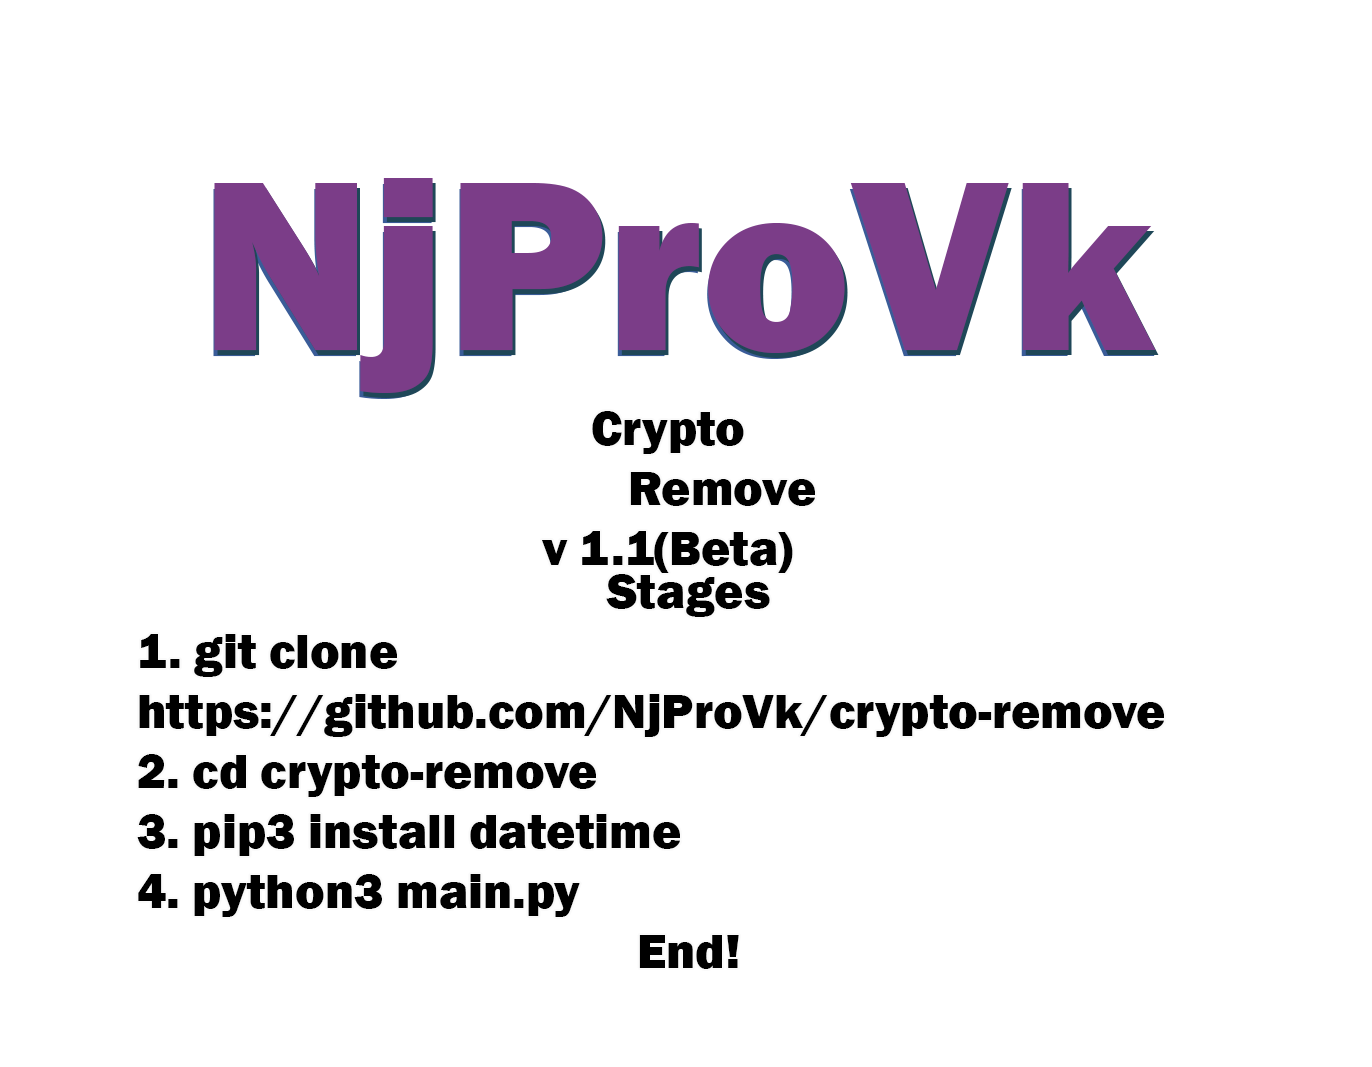 NjProVk
Crypto
Remove
v 1.1(Beta)
Stages
1. git clone
https://github.com/NjProVk/crypto-remove
2. cd crypto-remove
3. pip3 install datetime
4. python3 main.py
End!